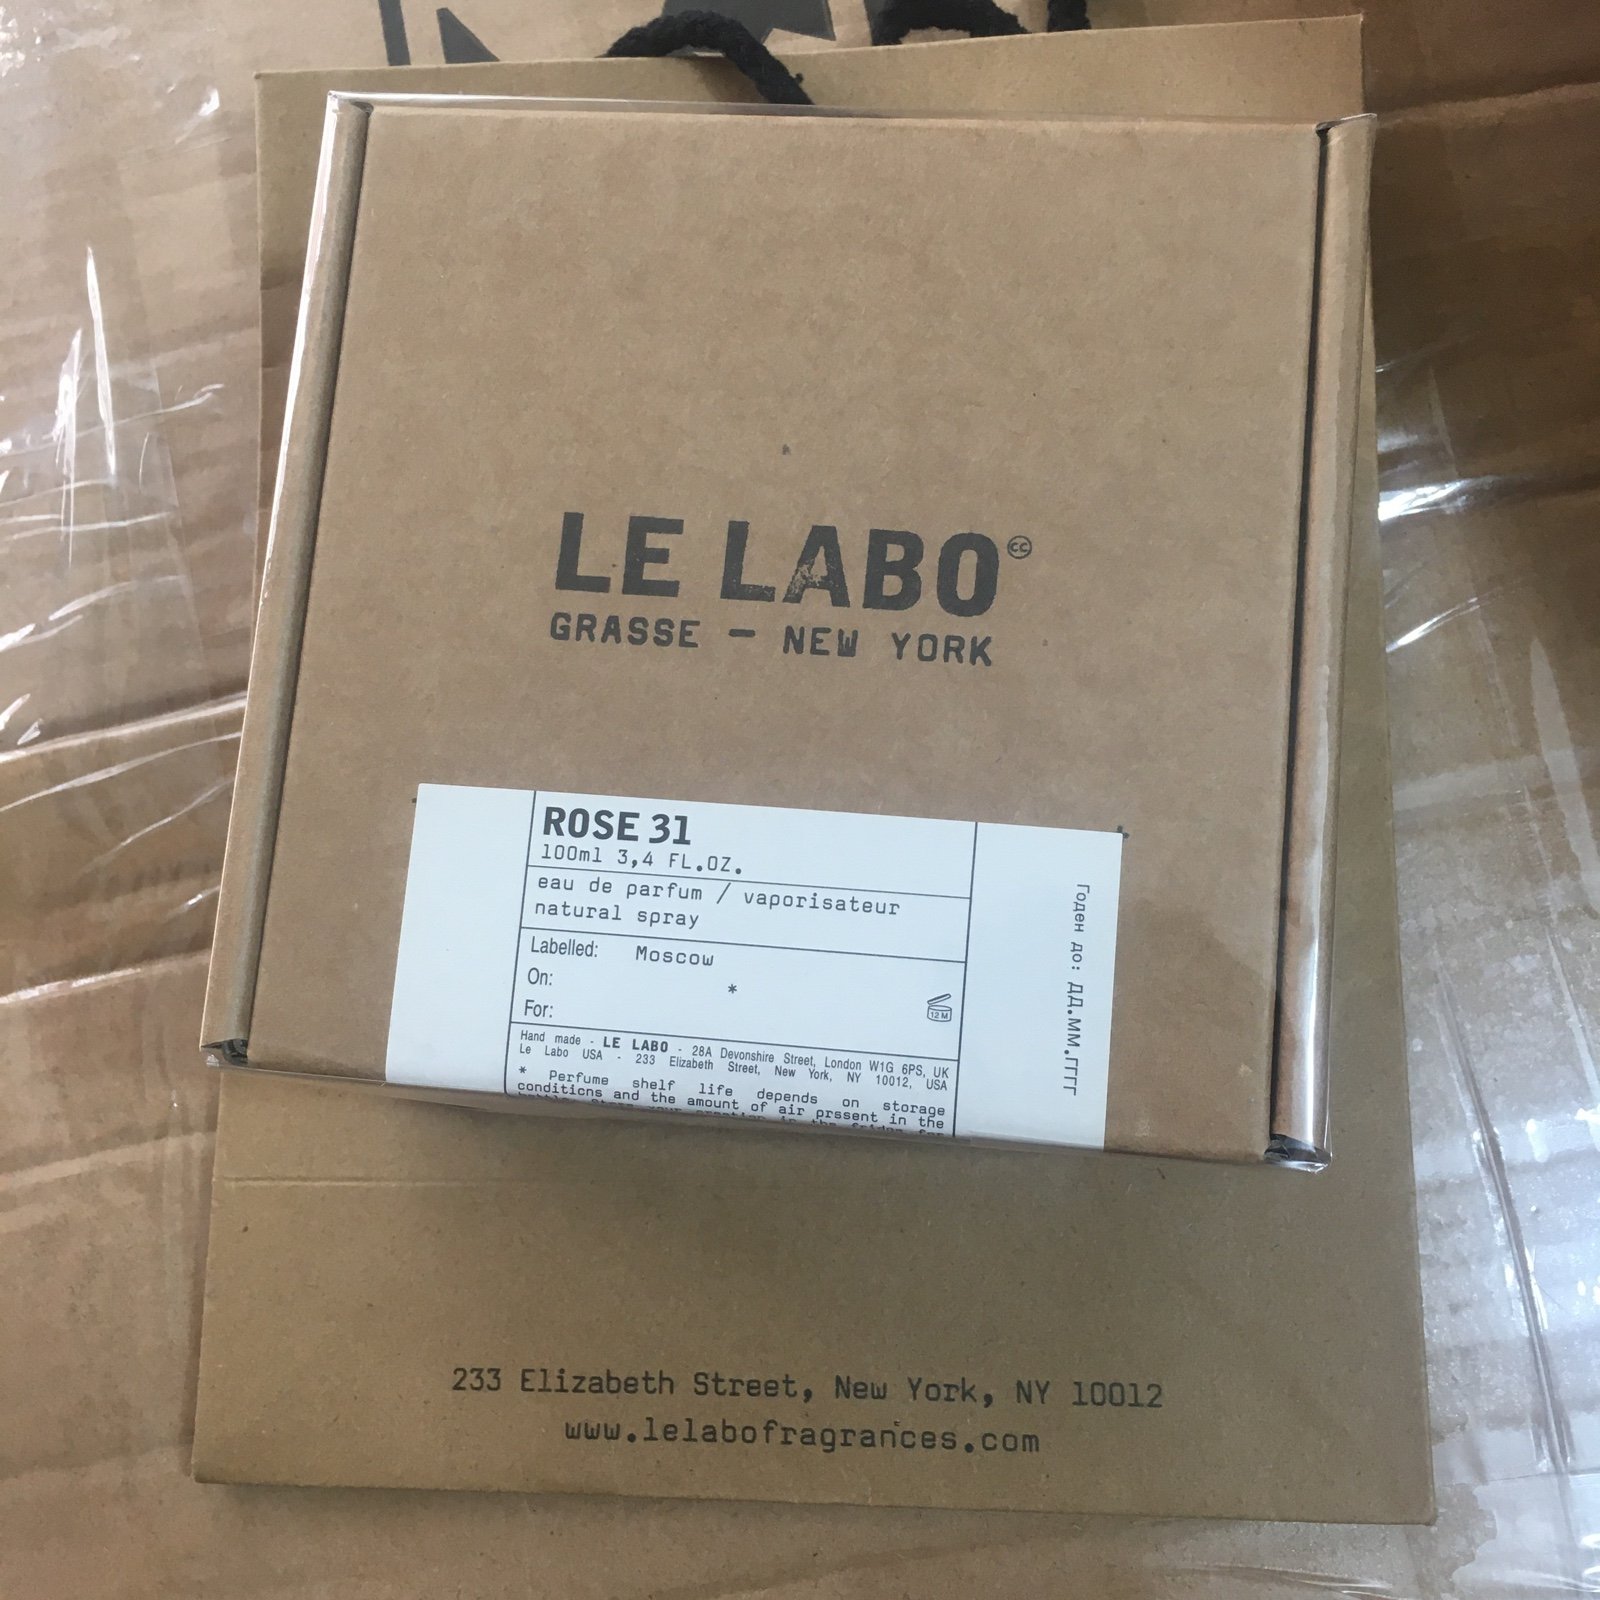 LE LABO
GRASSE - NEW YORK
ROSE 31
100ml 3,4 FL.OZ.
eau de parfum / vaporisateur
natural spray
Labelled: Moscow
On: *
For:
12 M
Hand made - LE LABO - 28A Devonshire Street, London W1G 6PS, UK
Le Labo USA - 233 Elizabeth Street, New York, NY 10012, USA
* Perfume shelf life depends on storage
conditions and the amount of air prssent in the
Годен до: ДД.ММ.ГГГГ
233 Elizabeth Street, New York, NY 10012
www.lelabofragrances.com